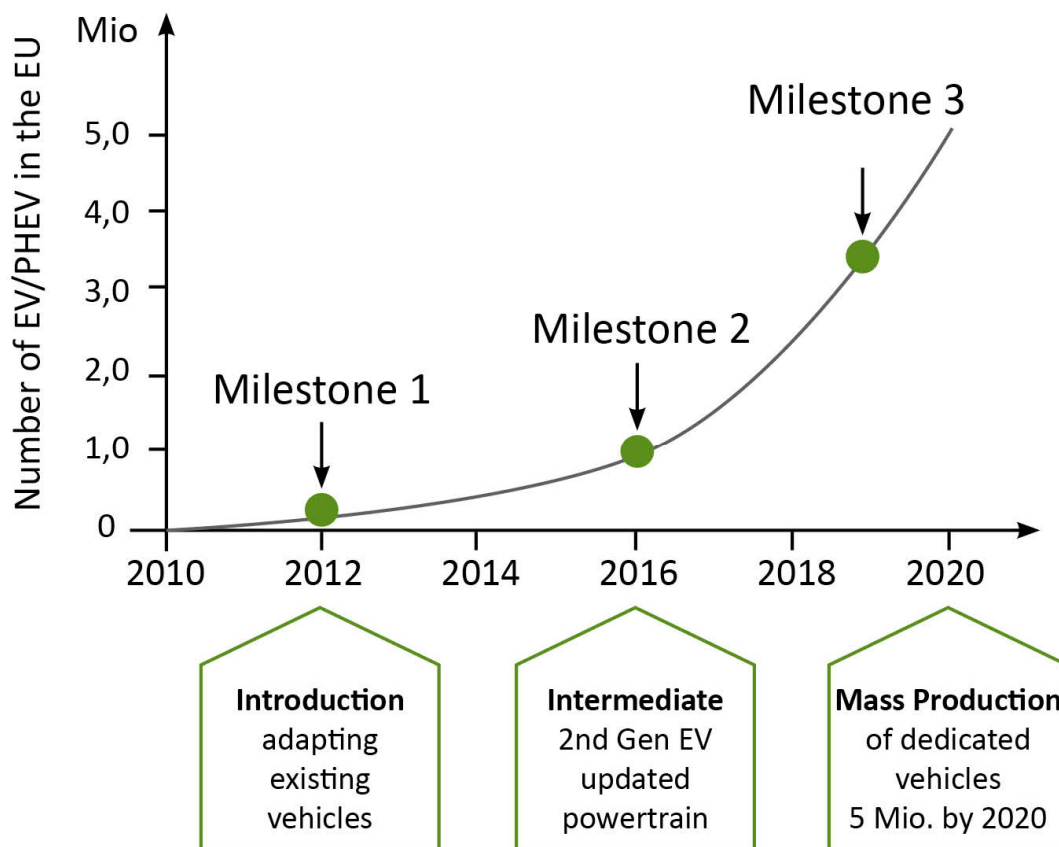 Number of EV/PHEV in the EU
Mio
5,0
4,0
3,0
2,0
1,0
0
Milestone 1
Milestone 2
Milestone 3
2010 2012 2014 2016 2018 2020
Introduction
adapting
existing
vehicles
Intermediate
2nd Gen EV
updated
powertrain
Mass Production
of dedicated
vehicles
5 Mio. by 2020